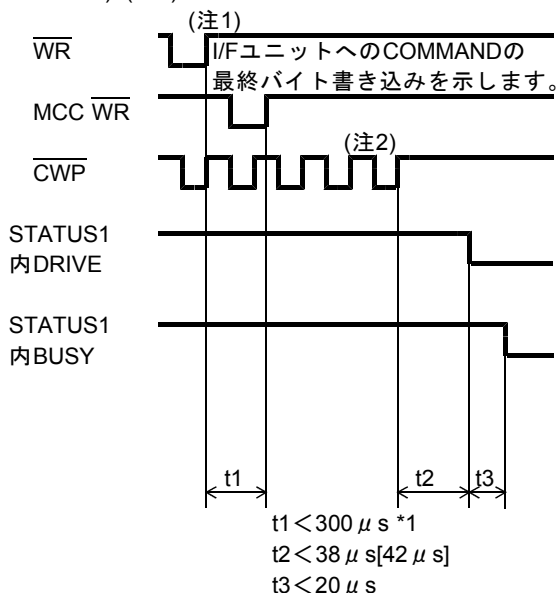 (注1)
WR
I/FユニットへのCOMMANDの
最終バイト書き込みを示します。
MCC WR
(注2)
CWP
STATUS1
内DRIVE
STATUS1
内BUSY
t1
t2
t3
t1＜300μs *1
t2＜38μs[42μs]
t3＜20μs